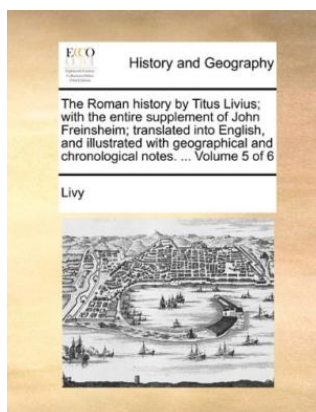 ECCO
History and Geography
The Roman history by Titus Livius;
with the entire supplement of John
Freinsheim; translated into English,
and illustrated with geographical and
chronological notes. ... Volume 5 of 6
Livy